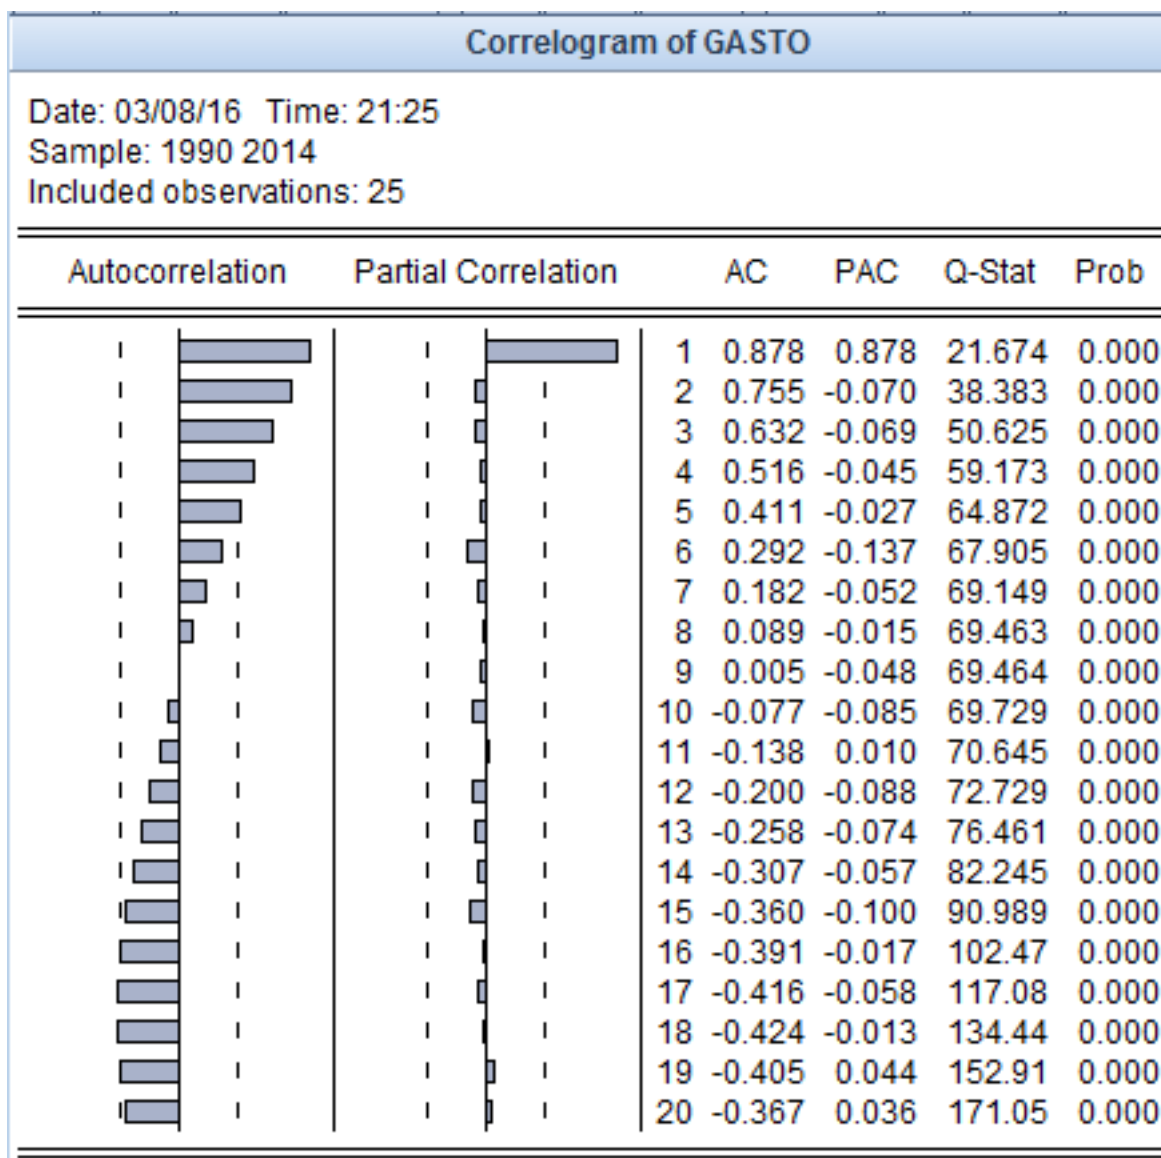 Correlogram of GASTO
Date: 03/08/16 Time: 21:25
Sample: 1990 2014
Included observations: 25
Autocorrelation Partial Correlation AC PAC Q-Stat Prob
1 0.878 0.878 21.674 0.000
2 0.755 -0.070 38.383 0.000
3 0.632 -0.069 50.625 0.000
4 0.516 -0.045 59.173 0.000
5 0.411 -0.027 64.872 0.000
6 0.292 -0.137 67.905 0.000
7 0.182 -0.052 69.149 0.000
8 0.089 -0.015 69.463 0.000
9 0.005 -0.048 69.464 0.000
10 -0.077 -0.085 69.729 0.000
11 -0.138 0.010 70.645 0.000
12 -0.200 -0.088 72.729 0.000
13 -0.258 -0.074 76.461 0.000
14 -0.307 -0.057 82.245 0.000
15 -0.360 -0.100 90.989 0.000
16 -0.391 -0.017 102.47 0.000
17 -0.416 -0.058 117.08 0.000
18 -0.424 -0.013 134.44 0.000
19 -0.405 0.044 152.91 0.000
20 -0.367 0.036 171.05 0.000